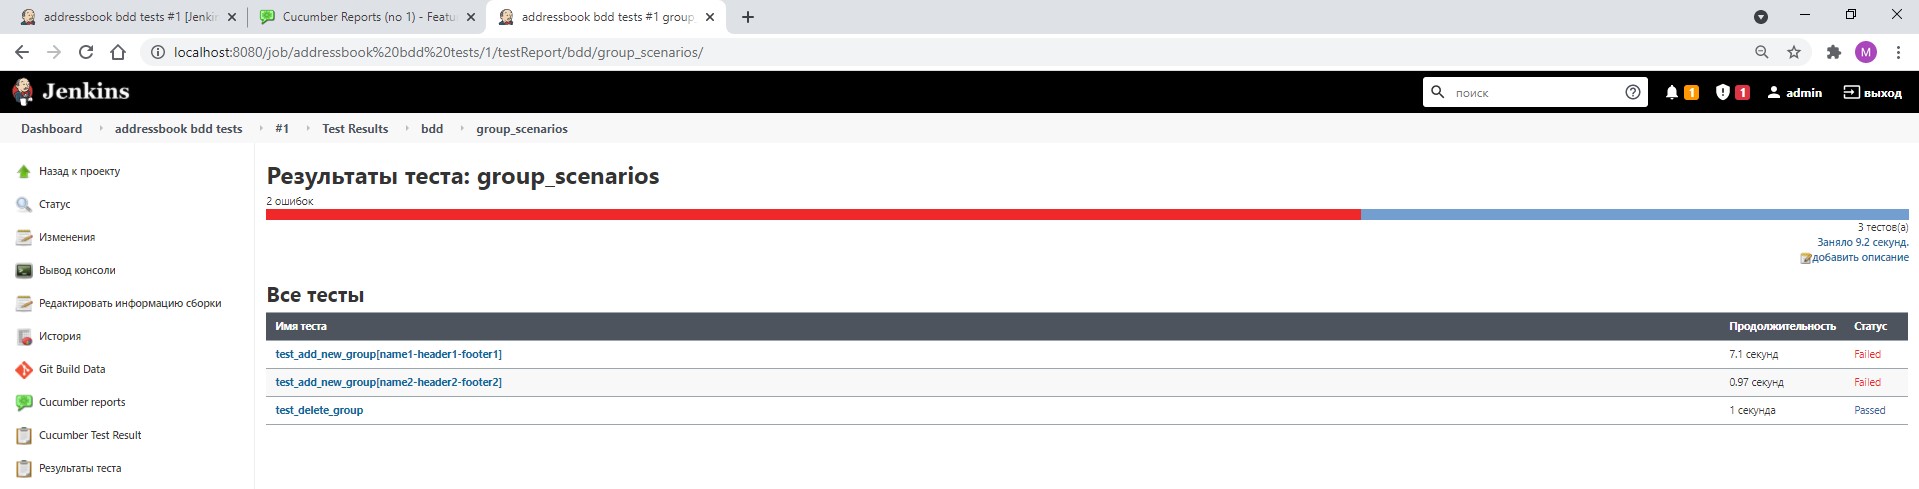 addressbook bdd tests #1 [Jenkin
Cucumber Reports (no 1) - Featu
addressbook bdd tests #1 group_
localhost:8080/job/addressbook%20bdd%20tests/1/testReport/bdd/group_scenarios/
M
Jenkins
поиск
1
1
admin
выход
Dashboard addressbook bdd tests #1 Test Results bdd group_scenarios
Назад к проекту
Статус
Изменения
Вывод консоли
Редактировать информацию сборки
История
Git Build Data
Cucumber reports
Cucumber Test Result
Результаты теста
Результаты теста: group_scenarios
2 ошибок
3 тестов(а)
Заняло 9.2 секунд.
добавить описание
Все тесты
Имя теста Продолжительность Статус
test_add_new_group[name1-header1-footer1] 7.1 секунд Failed
test_add_new_group[name2-header2-footer2] 0.97 секунд Failed
test_delete_group 1 секунда Passed